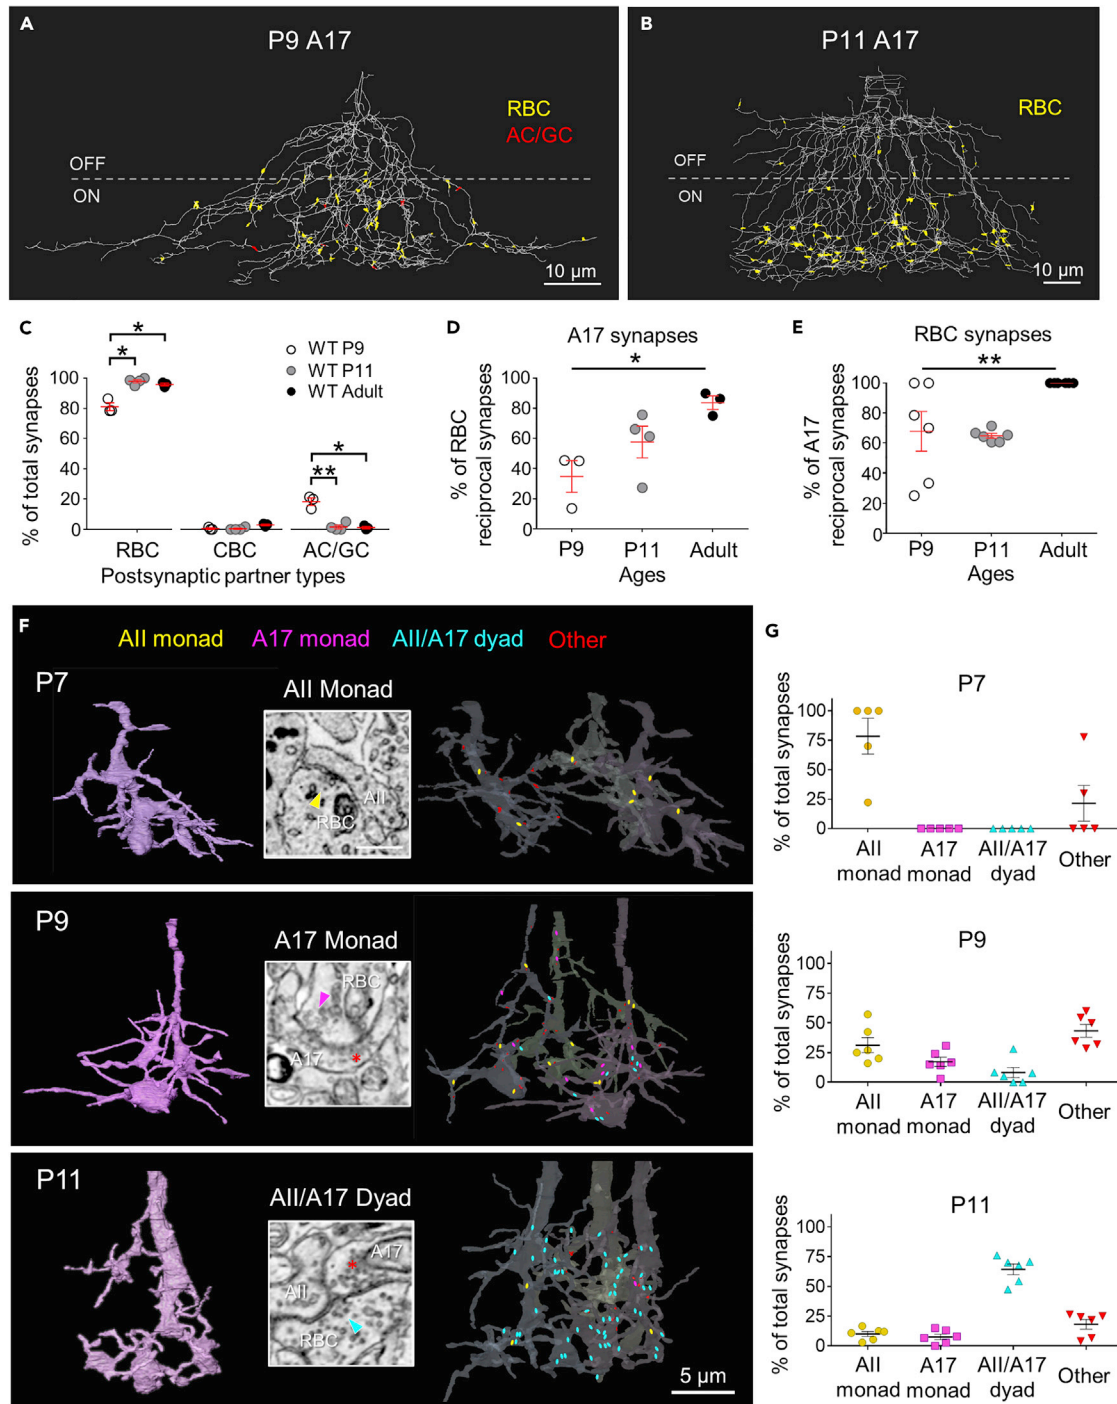 A
P9 A17
RBC
AC/GC
OFF
ON
10 µm
B
P11 A17
RBC
OFF
ON
10 µm
C
% of total synapses
100
80
60
40
20
0
*
*
**
*
WT P9
WT P11
WT Adult
RBC
CBC
AC/GC
Postsynaptic partner types
D
A17 synapses
*
% of RBC
reciprocal synapses
100
80
60
40
20
0
P9
P11
Adult
Ages
E
RBC synapses
**
% of A17
reciprocal synapses
100
80
60
40
20
0
P9
P11
Adult
Ages
F
AII monad
A17 monad
AII/A17 dyad
Other
P7
AII Monad
AII
RBC
P9
A17 Monad
RBC
A17
*
P11
AII/A17 Dyad
A17
*
AII
RBC
5 µm
G
P7
% of total synapses
100
75
50
25
0
AII
monad
A17
monad
AII/A17
dyad
Other
P9
% of total synapses
100
75
50
25
0
AII
monad
A17
monad
AII/A17
dyad
Other
P11
% of total synapses
100
75
50
25
0
AII
monad
A17
monad
AII/A17
dyad
Other